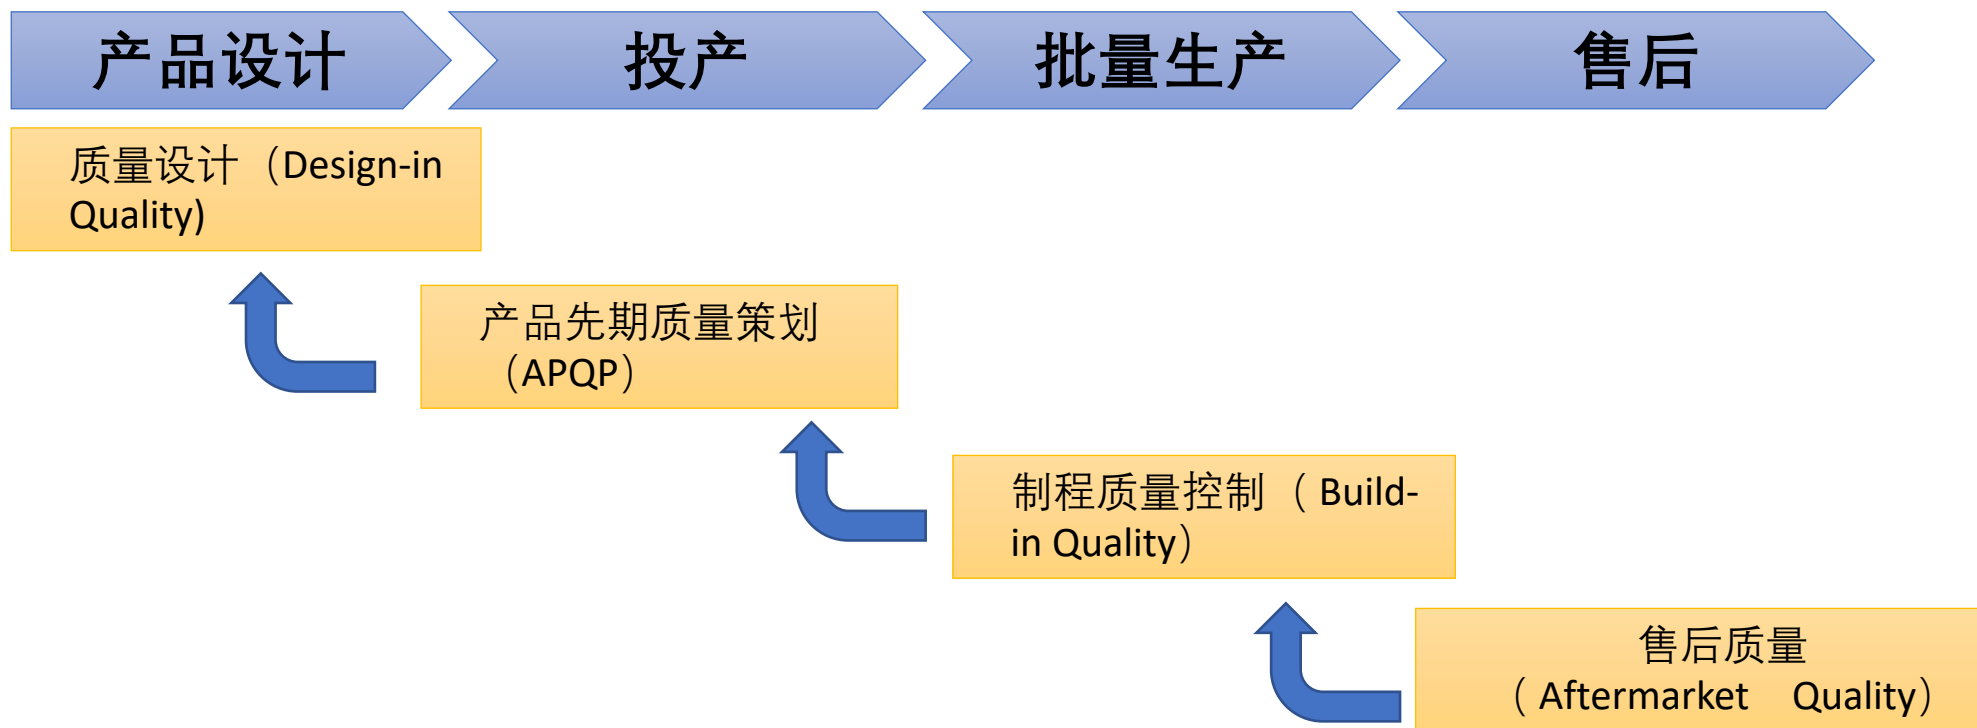 产品设计
投产
批量生产
售后
质量设计（Design-in
Quality)
产品先期质量策划
（APQP）
制程质量控制（ Build-
in Quality）
售后质量
（ Aftermarket Quality）